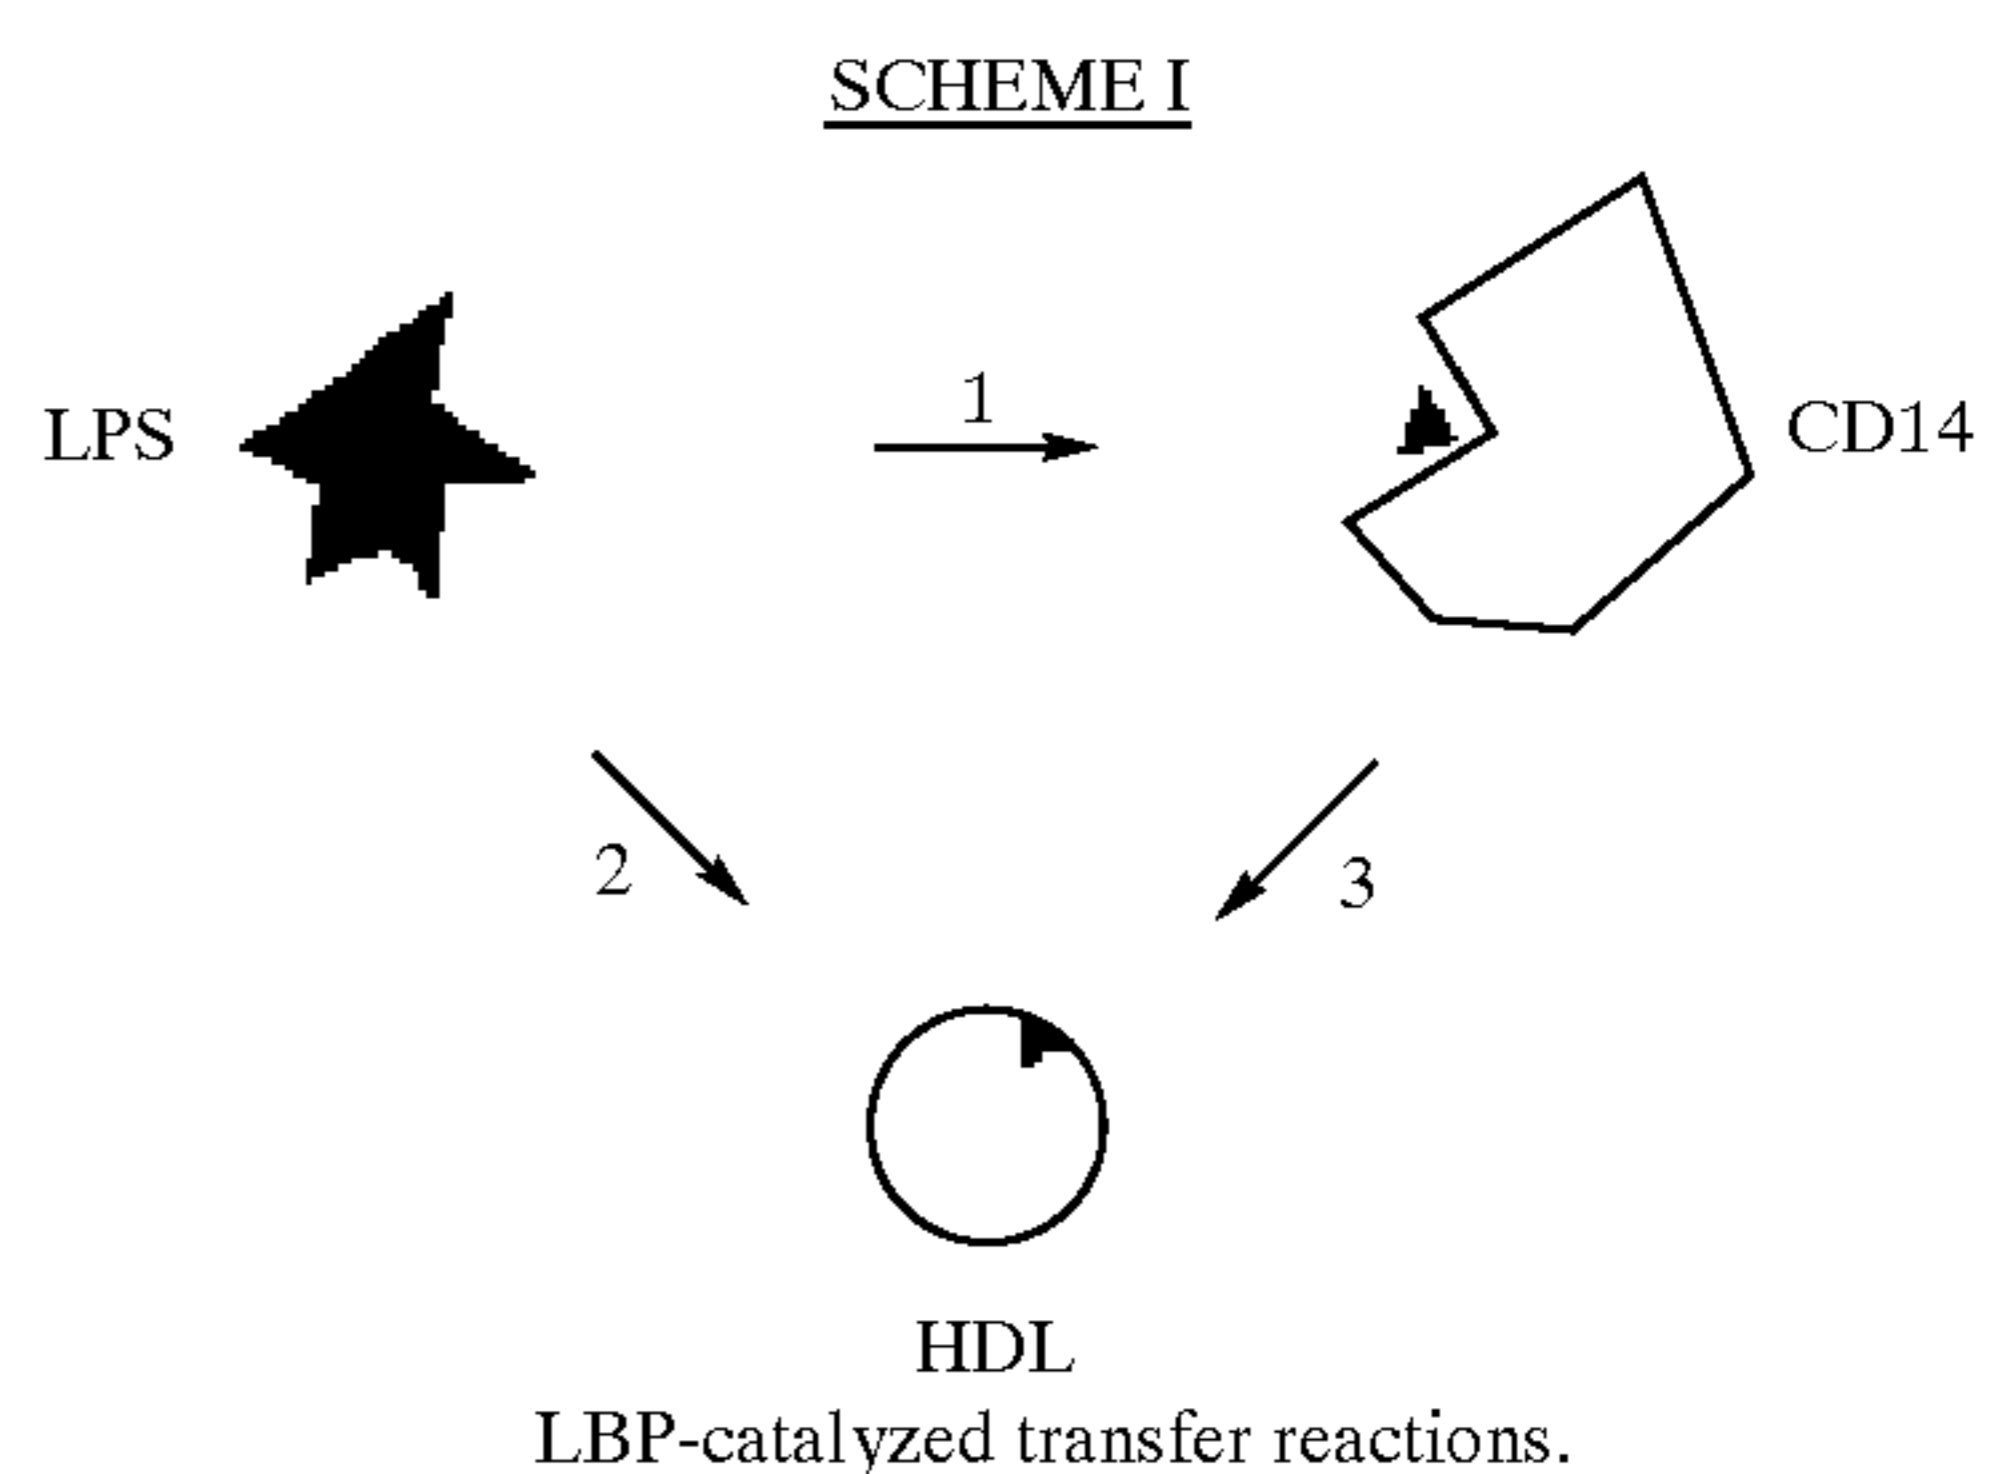 SCHEME I
LPS
1
CD14
2
3
HDL
LBP-catalyzed transfer reactions.